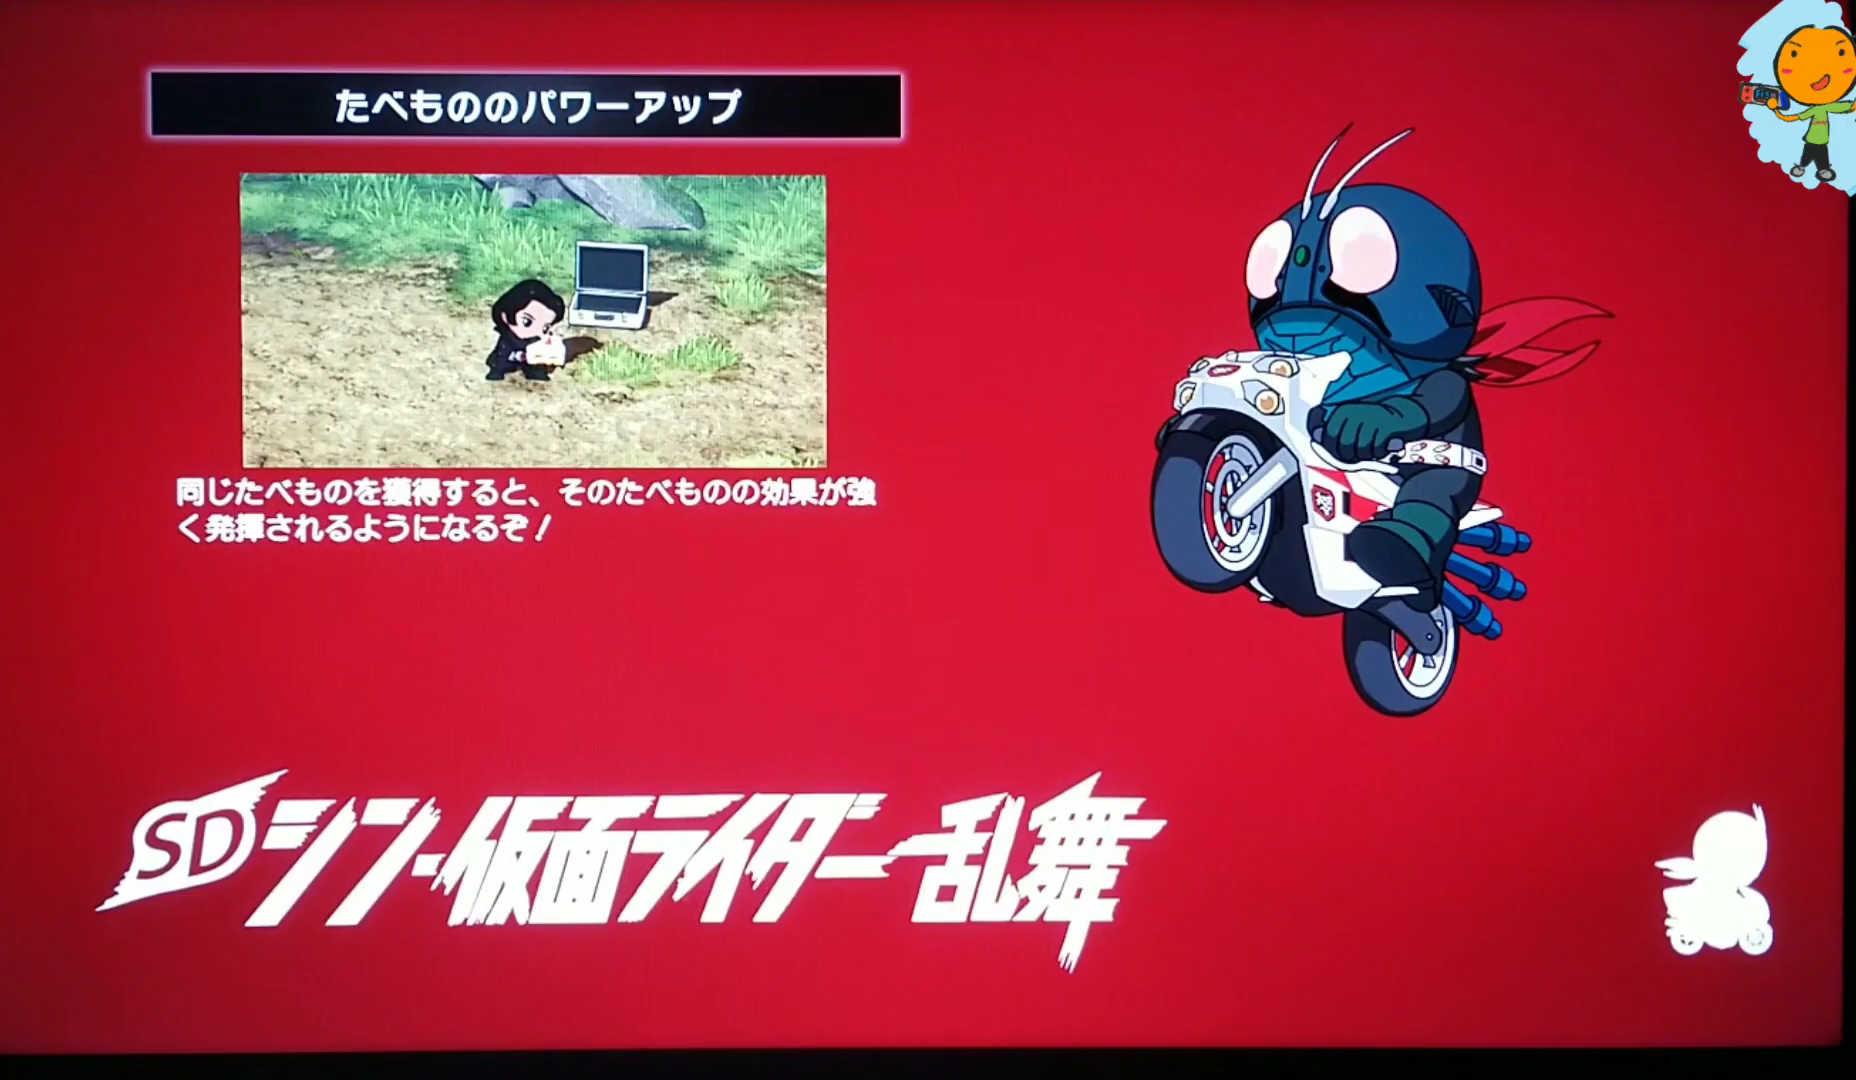 たべもののパワーアップ
同じたべものを獲得すると、そのたべものの効果が強
く発揮されるようになるぞ！
SDシン・仮面ライダー乱舞